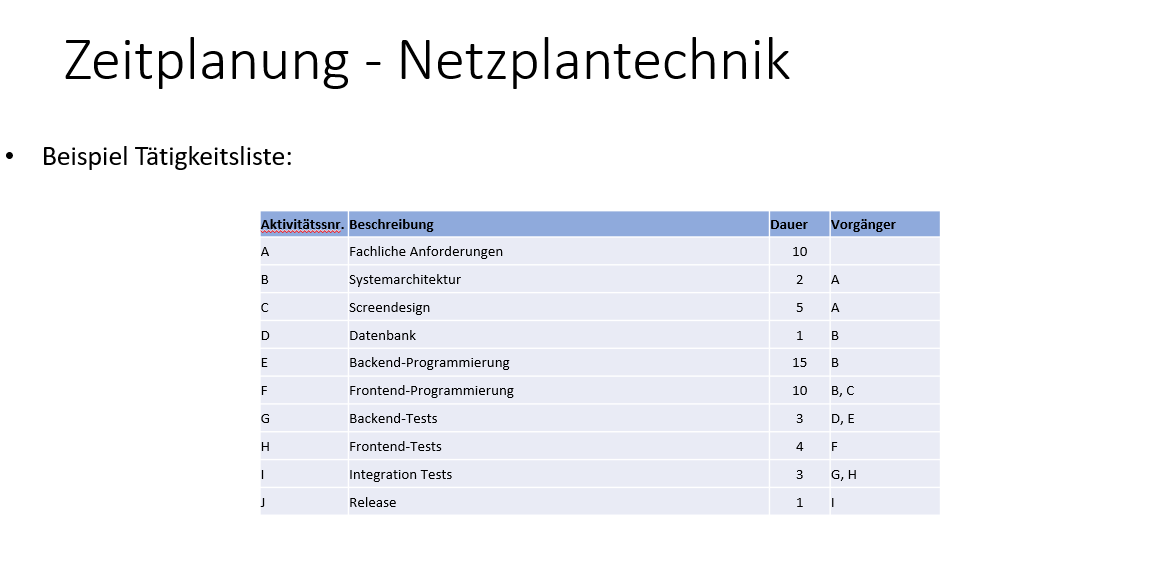 Zeitplanung - Netzplantechnik
• Beispiel Tätigkeitsliste:
Aktivitätssnr. Beschreibung Dauer Vorgänger
A Fachliche Anforderungen 10
B Systemarchitektur 2 A
C Screendesign 5 A
D Datenbank 1 B
E Backend-Programmierung 15 B
F Frontend-Programmierung 10 B, C
G Backend-Tests 3 D, E
H Frontend-Tests 4 F
I Integration Tests 3 G, H
J Release 1 I